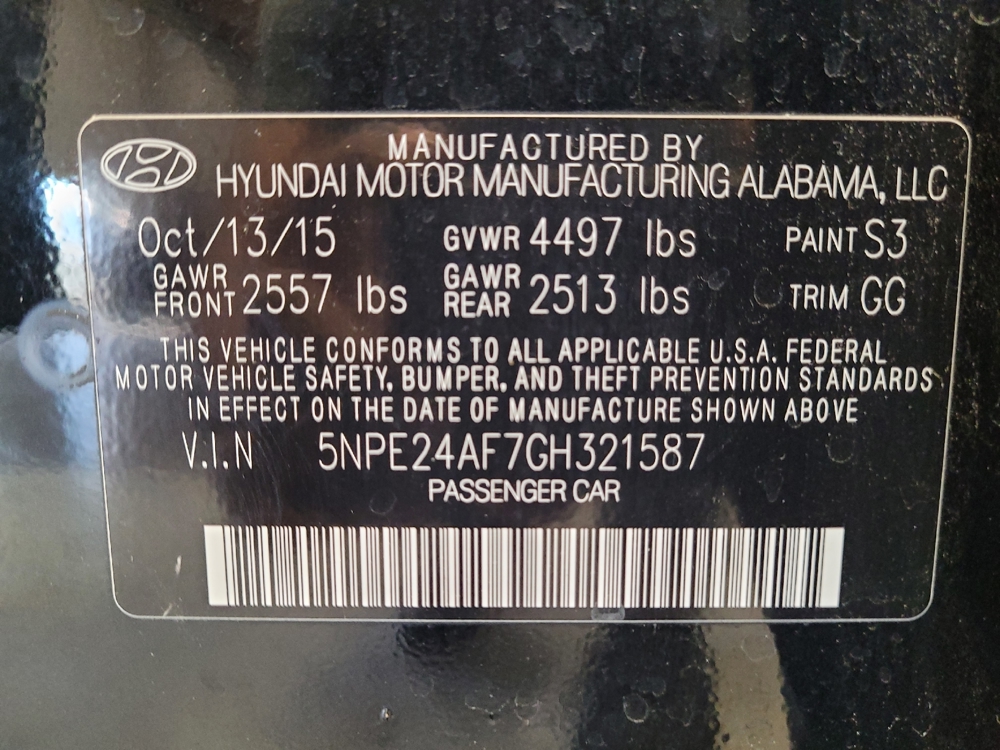 MANUFACTURED BY
HYUNDAI MOTOR MANUFACTURING ALABAMA, LLC
Oct/13/15 GVWR 4497 lbs PAINT S3
GAWR FRONT 2557 lbs GAWR REAR 2513 lbs TRIM GG
THIS VEHICLE CONFORMS TO ALL APPLICABLE U.S.A. FEDERAL
MOTOR VEHICLE SAFETY, BUMPER, AND THEFT PREVENTION STANDARDS
IN EFFECT ON THE DATE OF MANUFACTURE SHOWN ABOVE
V.I.N 5NPE24AF7GH321587
PASSENGER CAR